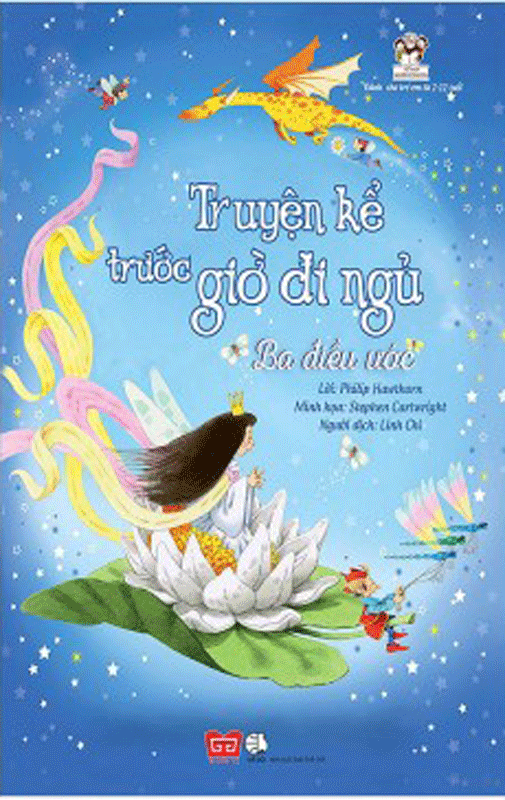 Truyện kể
trước giờ đi ngủ
Ba điều ước
Lời: Philip Hawthorn
Minh họa: Stephen Cartwright
Người dịch: Linh Chi